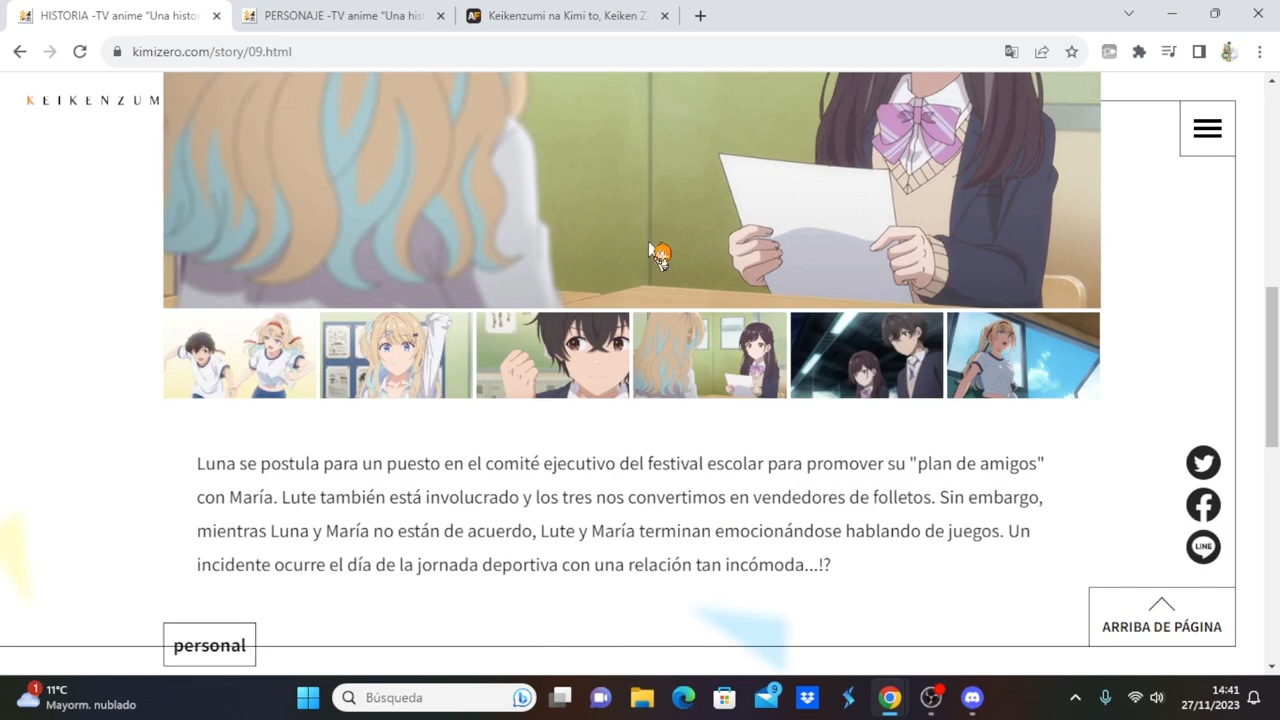 HISTORIA -TV anime “Una histor
PERSONAJE -TV anime “Una his
Keikenzumi na Kimi to, Keiken Z
kimizero.com/story/09.html
KEIKENZUM
Luna se postula para un puesto en el comité ejecutivo del festival escolar para promover su "plan de amigos"
con María. Lute también está involucrado y los tres nos convertimos en vendedores de folletos. Sin embargo,
mientras Luna y María no están de acuerdo, Lute y María terminan emocionándose hablando de juegos. Un
incidente ocurre el día de la jornada deportiva con una relación tan incómoda...!?
LINE
ARRIBA DE PÁGINA
personal
1
11°C
Mayorm. nublado
Búsqueda
9
14:41
27/11/2023